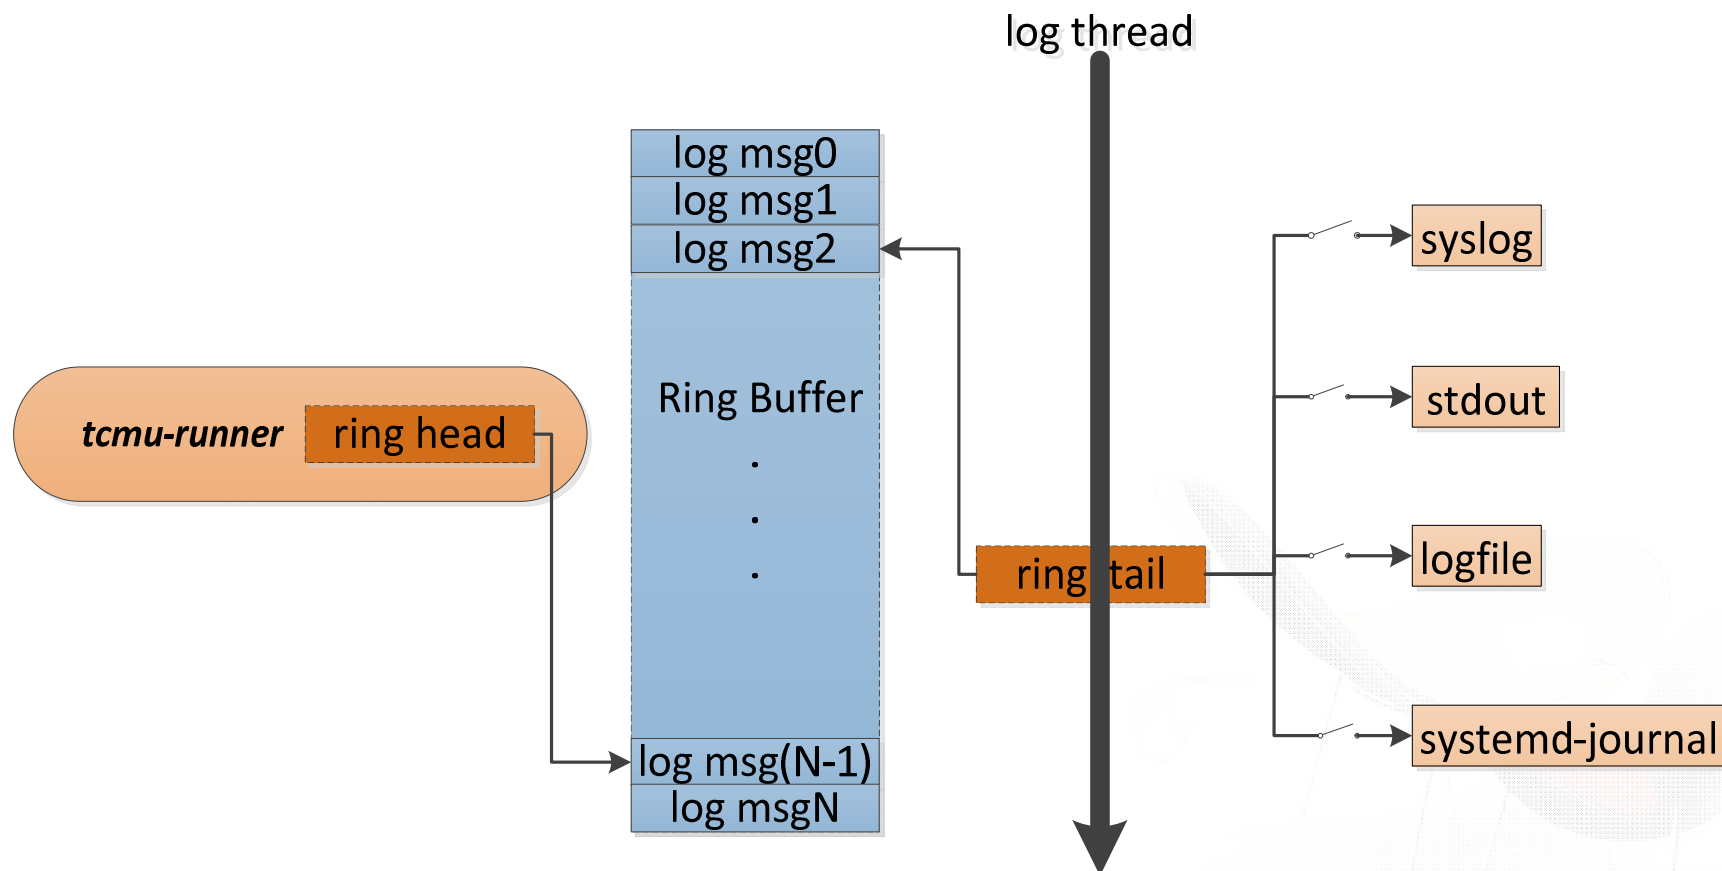 log thread
log msg0
log msg1
log msg2
Ring Buffer
.
.
.
log msg(N-1)
log msgN
tcmu-runner
ring head
ring tail
syslog
stdout
logfile
systemd-journal